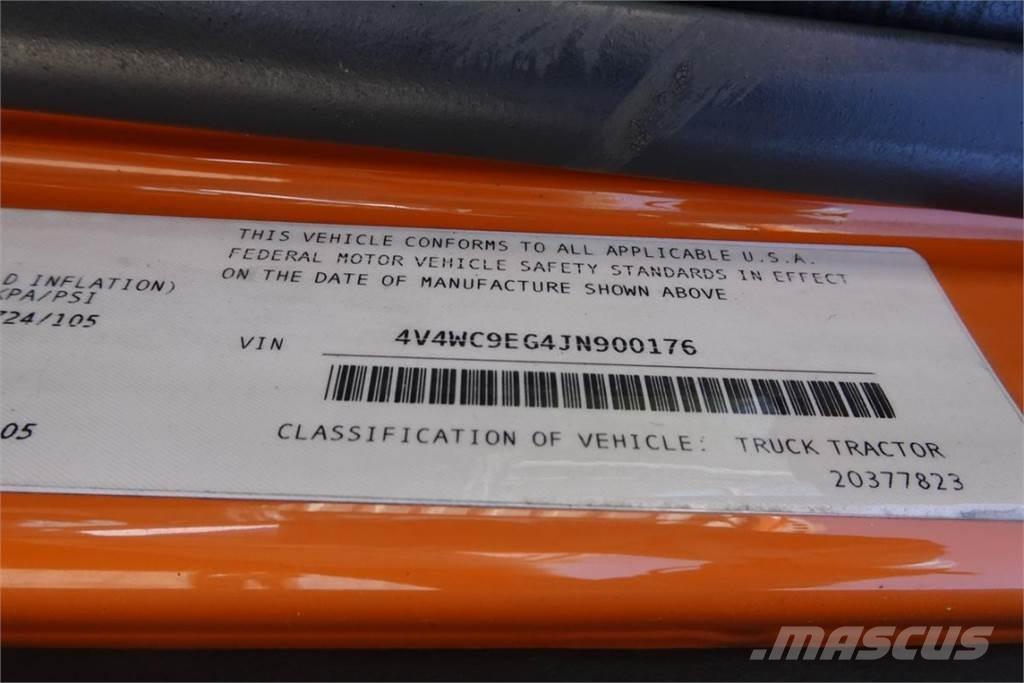 THIS VEHICLE CONFORMS TO ALL APPLICABLE U.S.A.
FEDERAL MOTOR VEHICLE SAFETY STANDARDS IN EFFECT
ON THE DATE OF MANUFACTURE SHOWN ABOVE
D INFLATION)
KPA/PSI
724/105
VIN 4V4WC9EG4JN900176
05
CLASSIFICATION OF VEHICLE: TRUCK TRACTOR
20377823
.MASCUS